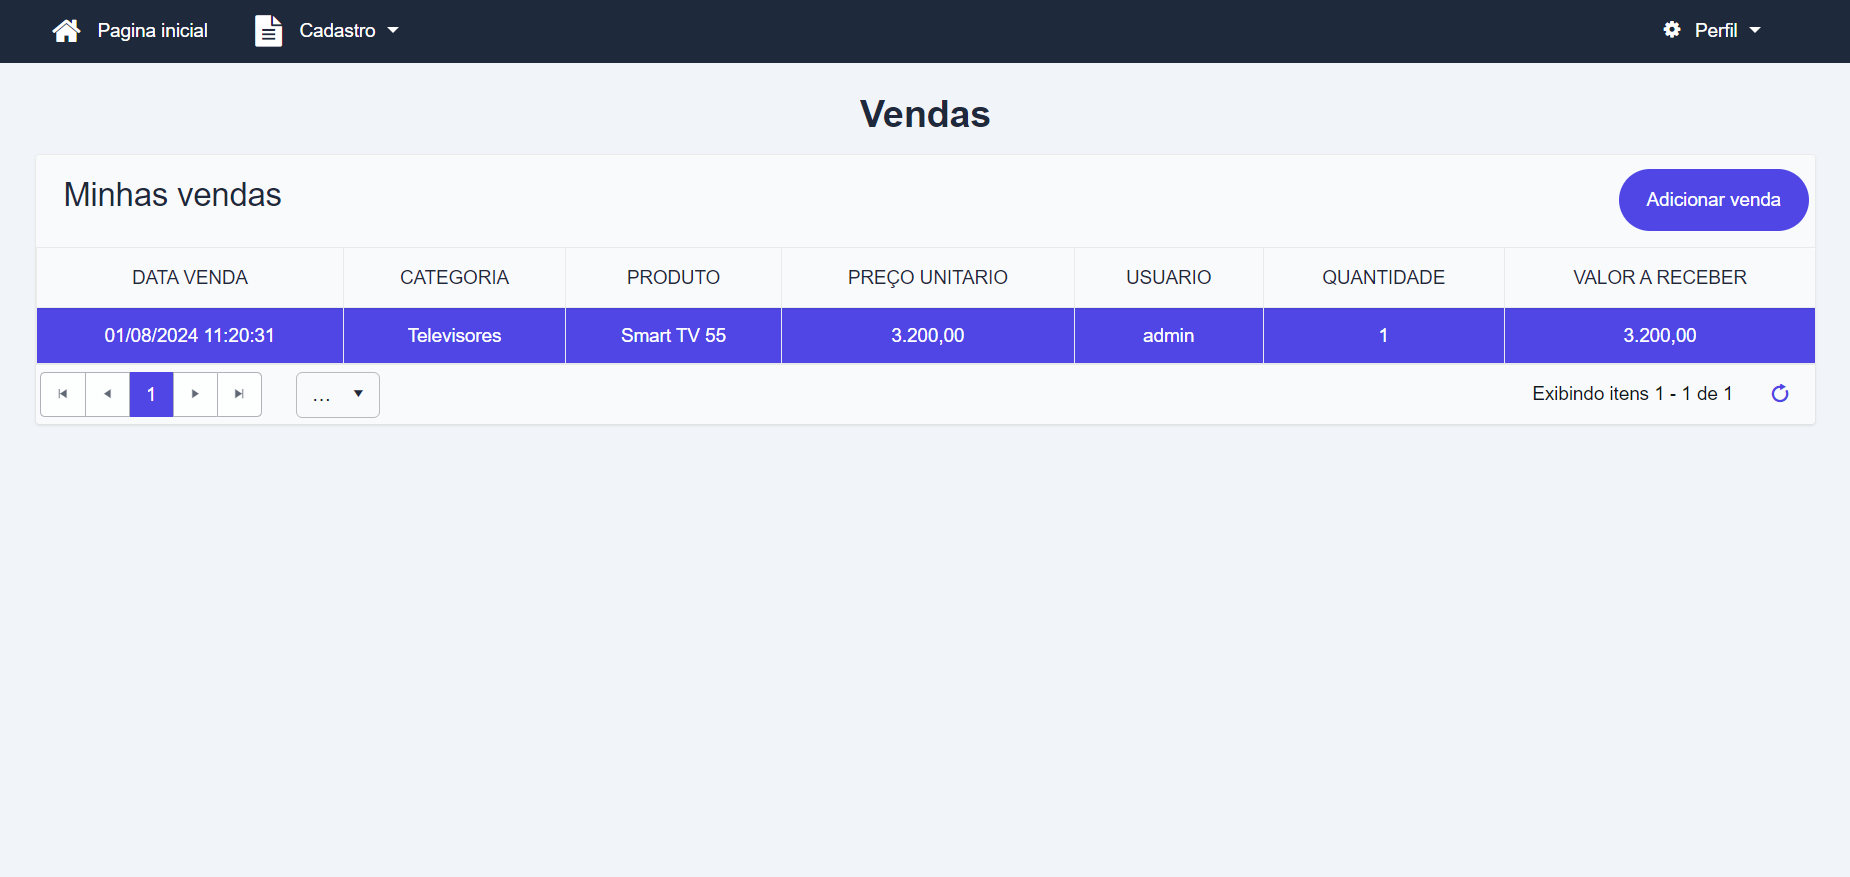 Pagina inicial Cadastro Perfil
Vendas
Minhas vendas Adicionar venda
DATA VENDA CATEGORIA PRODUTO PREÇO UNITARIO USUARIO QUANTIDADE VALOR A RECEBER
01/08/2024 11:20:31 Televisores Smart TV 55 3.200,00 admin 1 3.200,00
1 ... Exibindo itens 1 - 1 de 1